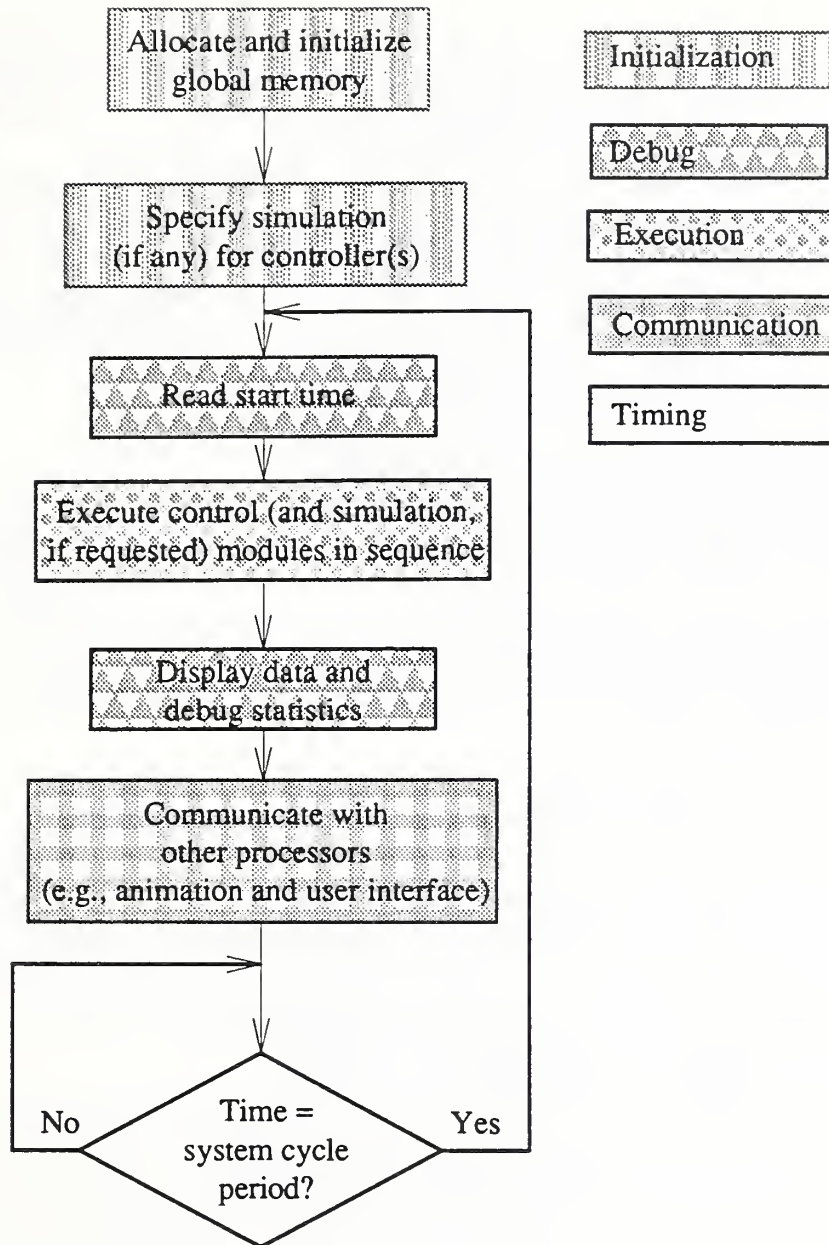 Allocate and initialize
global memory
Specify simulation
(if any) for controller(s)
Read start time
Execute control (and simulation,
if requested) modules in sequence
Display data and
debug statistics
Communicate with
other processors
(e.g., animation and user interface)
Time =
system cycle
period?
No
Yes
Initialization
Debug
Execution
Communication
Timing